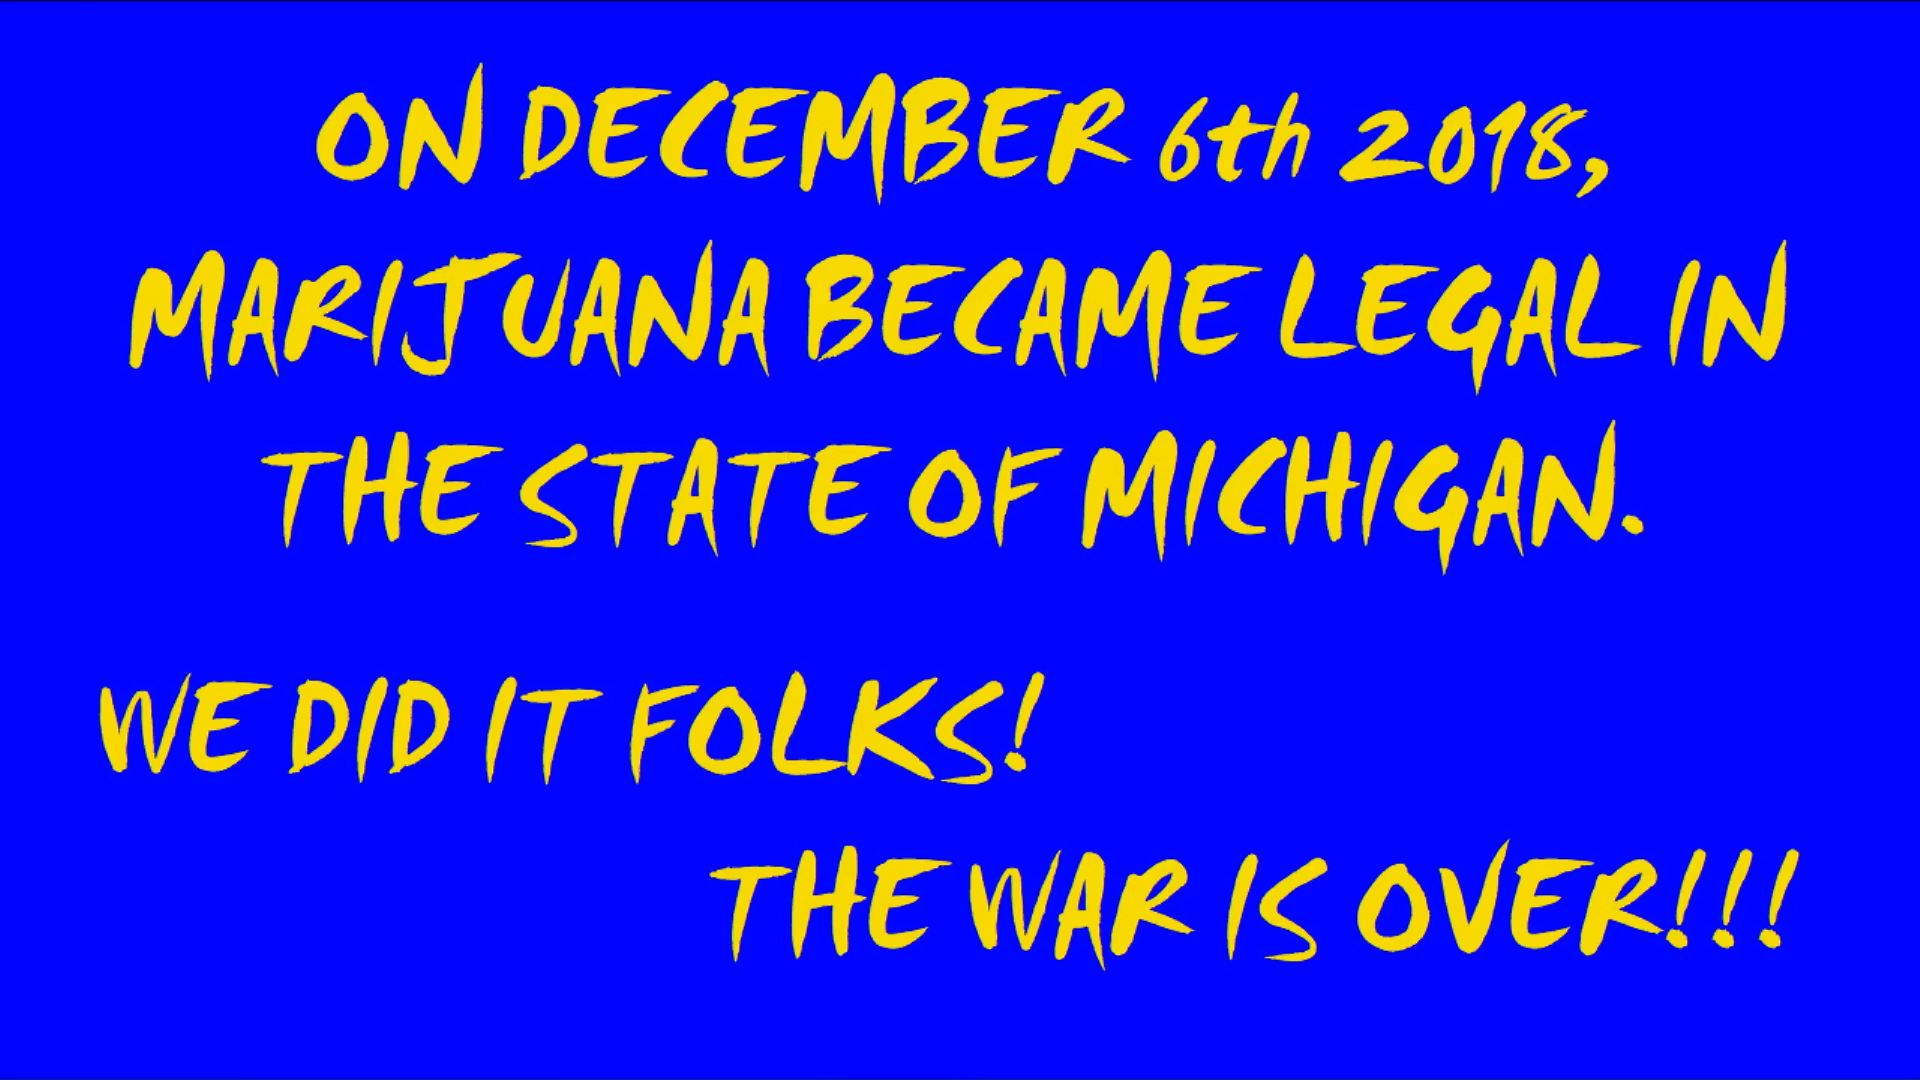 ON DECEMBER 6th 2018,
MARIJUANA BECAME LEGAL IN
THE STATE OF MICHIGAN.
WE DID IT FOLKS!
THE WAR IS OVER!!!